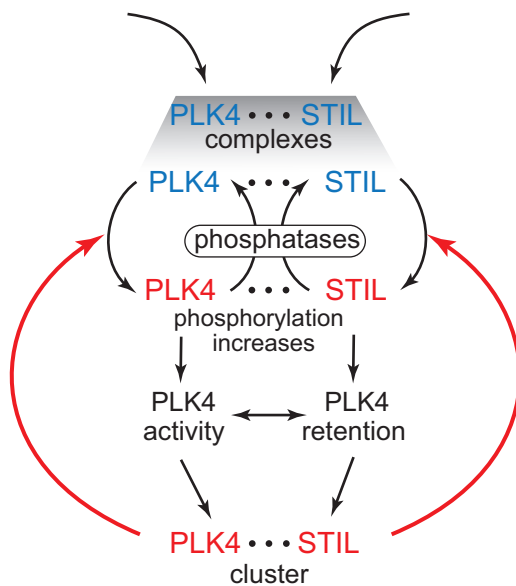 PLK4 ••• STIL
complexes
PLK4 ••• STIL
phosphatases
PLK4 ••• STIL
phosphorylation
increases
PLK4 PLK4
activity retention
PLK4 ••• STIL
cluster